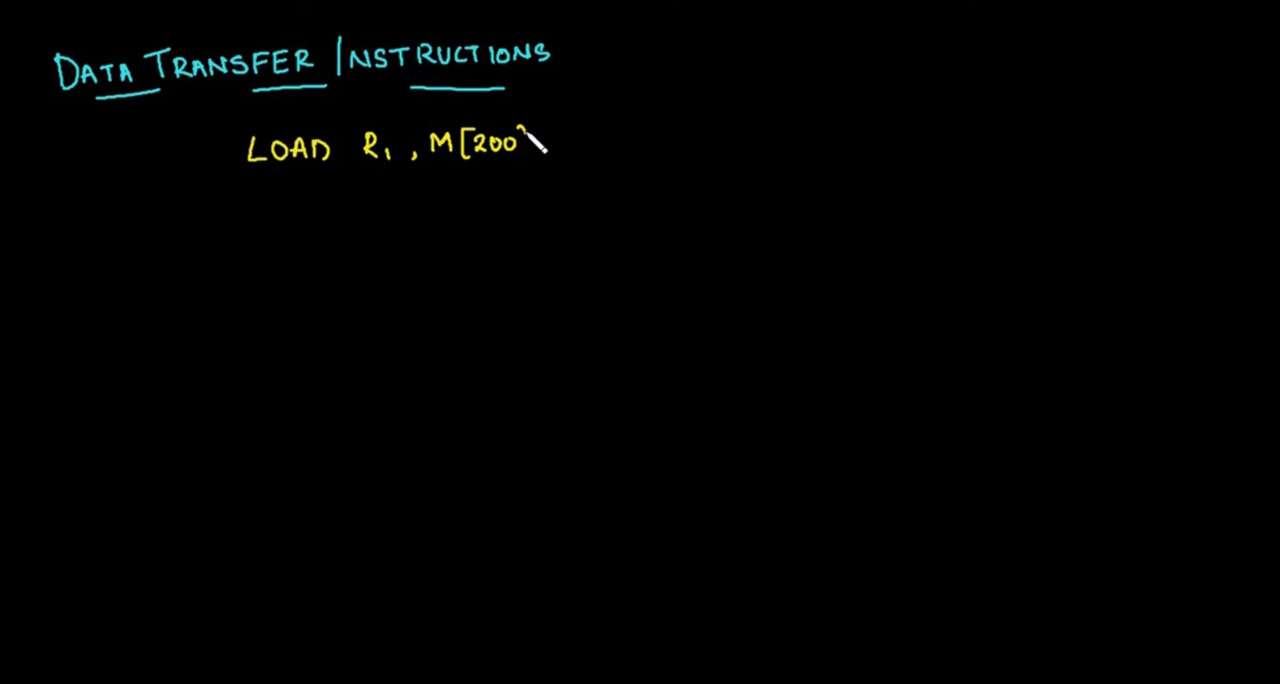 DATA TRANSFER INSTRUCTIONS
LOAD R₁ , M[200